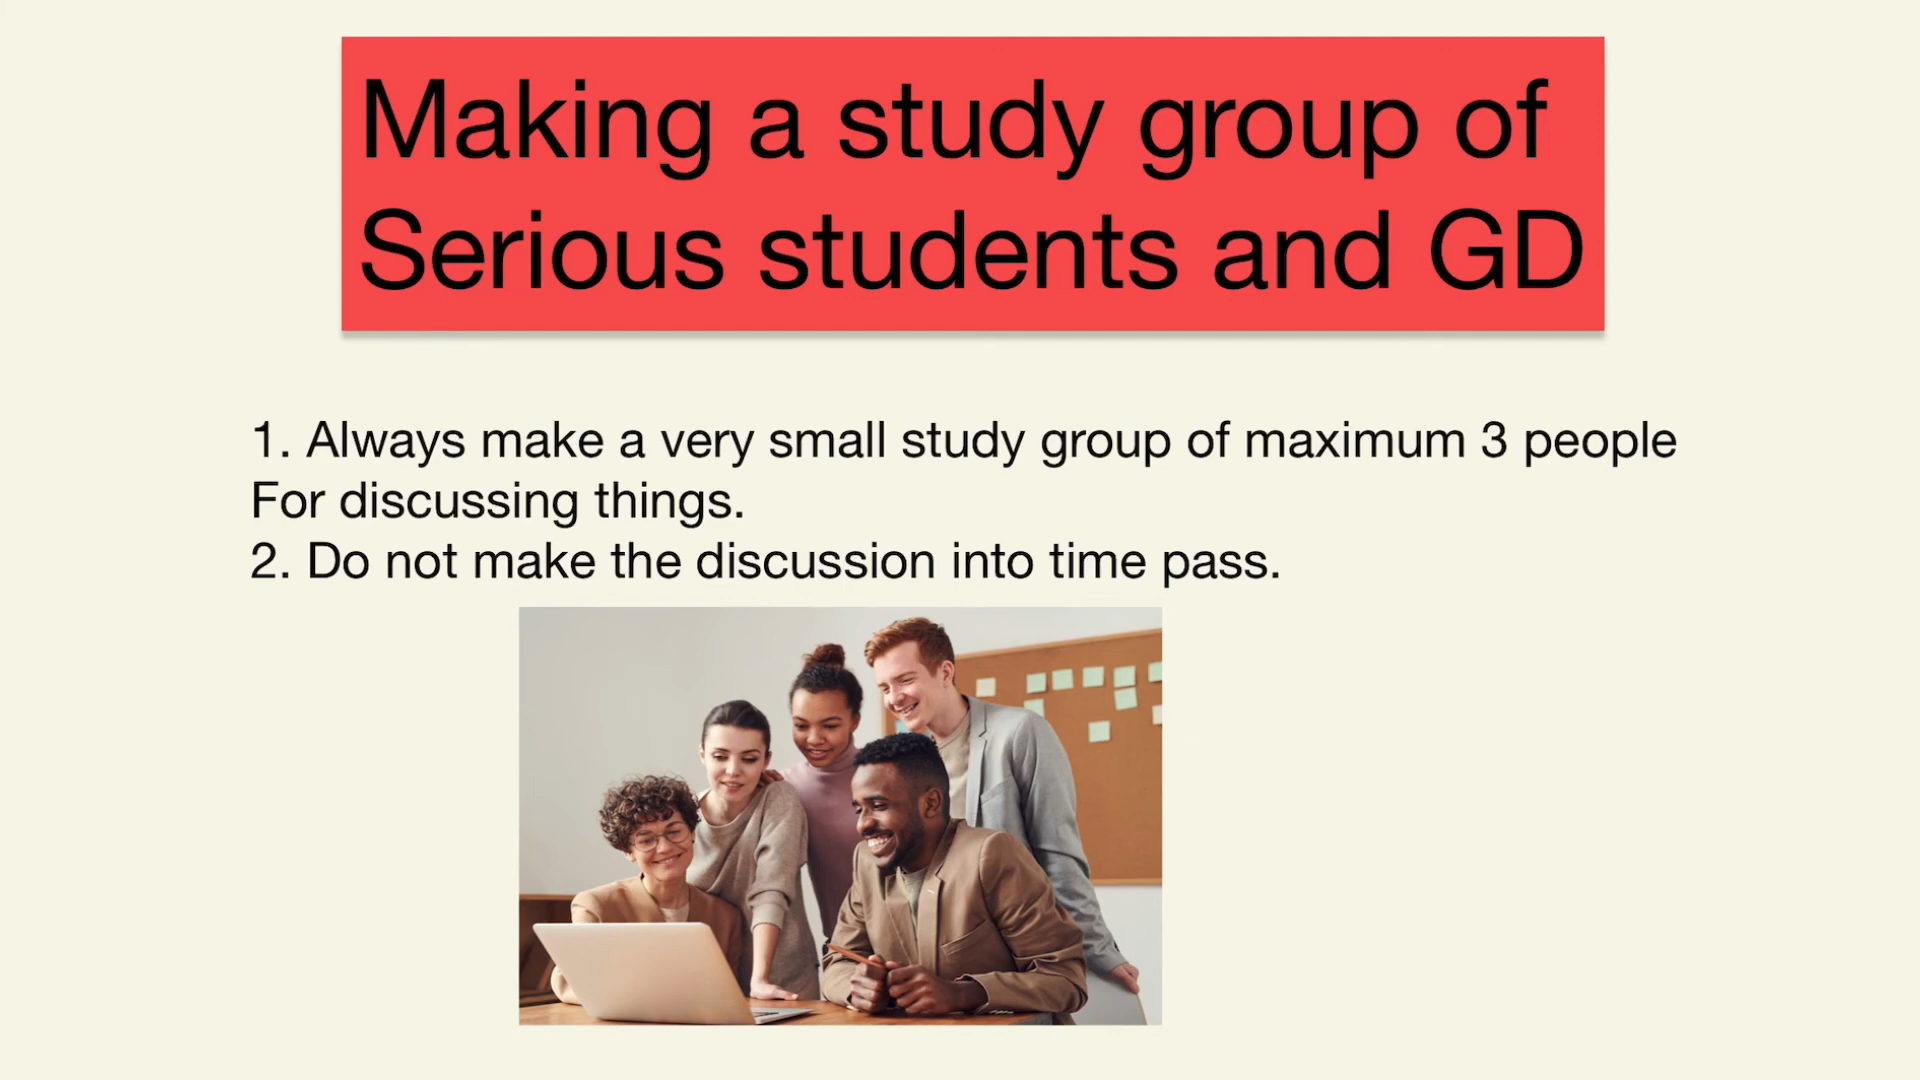 Making a study group of
Serious students and GD
1. Always make a very small study group of maximum 3 people
For discussing things.
2. Do not make the discussion into time pass.